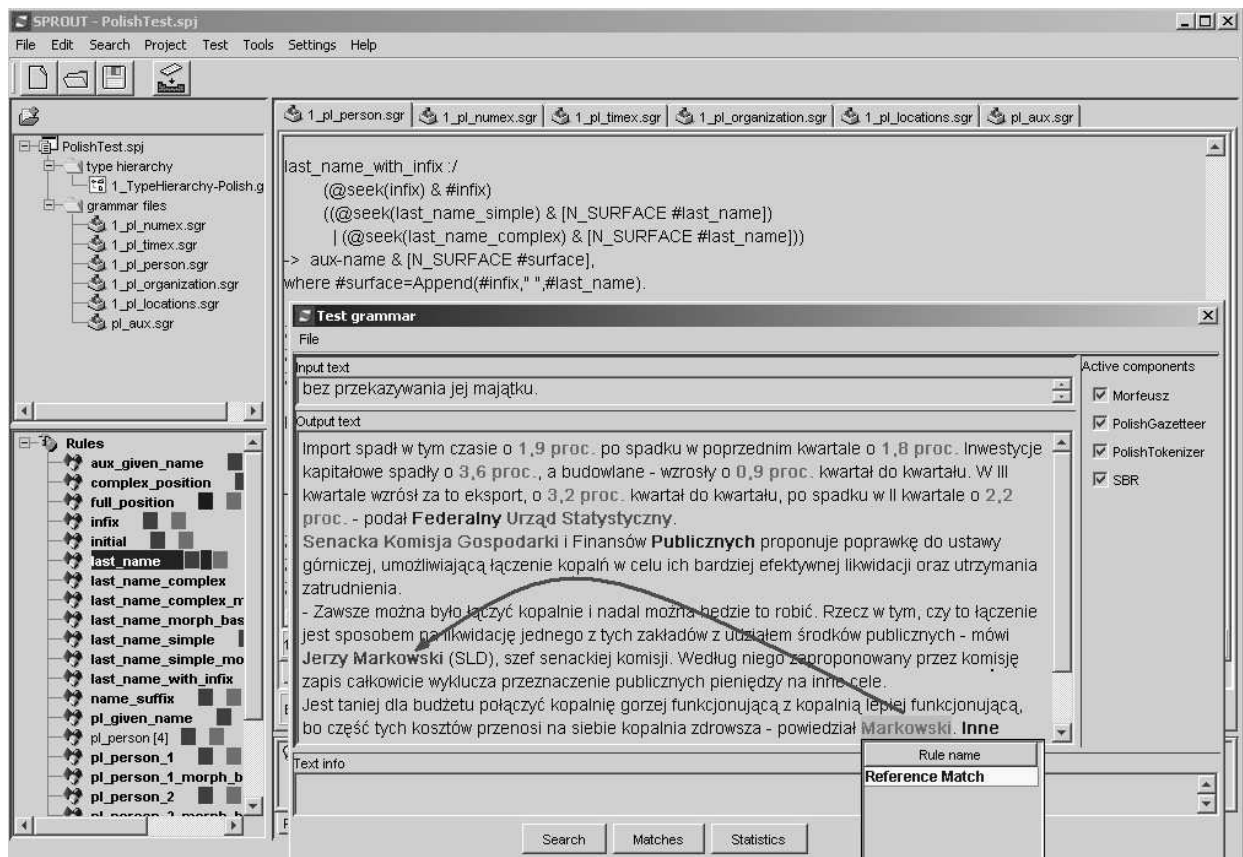 SPROUT - PolishTest.spj
File Edit Search Project Test Tools Settings Help
PolishTest.spj
type hierarchy
1_TypeHierarchy-Polish.g
grammar files
1_pl_numex.sgr
1_pl_timex.sgr
1_pl_person.sgr
1_pl_organization.sgr
1_pl_locations.sgr
pl_aux.sgr
Rules
aux_given_name
complex_position
full_position
infix
initial
last_name
last_name_complex
last_name_complex_m
last_name_morph_bas
last_name_simple
last_name_simple_mo
last_name_with_infix
name_suffix
pl_given_name
pl_person [4]
pl_person_1
pl_person_1_morph_b
pl_person_2
pl_person_2_morph_b
1_pl_person.sgr 1_pl_numex.sgr 1_pl_timex.sgr 1_pl_organization.sgr 1_pl_locations.sgr pl_aux.sgr
last_name_with_infix :/
(@seek(infix) & #infix)
((@seek(last_name_simple) & [N_SURFACE #last_name])
| (@seek(last_name_complex) & [N_SURFACE #last_name]))
-> aux-name & [N_SURFACE #surface],
where #surface=Append(#infix," ",#last_name).
Test grammar
File
Input text
bez przekazywania jej majątku.
Output text
Import spadł w tym czasie o 1,9 proc. po spadku w poprzednim kwartale o 1,8 proc. Inwestycje
kapitałowe spadły o 3,6 proc., a budowlane - wzrosły o 0,9 proc. kwartał do kwartału. W III
kwartale wzrósł za to eksport, o 3,2 proc. kwartał do kwartału, po spadku w II kwartale o 2,2
proc. - podał Federalny Urząd Statystyczny.
Senacka Komisja Gospodarki i Finansów Publicznych proponuje poprawkę do ustawy
górniczej, umożliwiającą łączenie kopalń w celu ich bardziej efektywnej likwidacji oraz utrzymania
zatrudnienia.
- Zawsze można było łączyć kopalnie i nadal można będzie to robić. Rzecz w tym, czy to łączenie
jest sposobem na likwidację jednego z tych zakładów z udziałem środków publicznych - mówi
Jerzy Markowski (SLD), szef senackiej komisji. Według niego zaproponowany przez komisję
zapis całkowicie wyklucza przeznaczenie publicznych pieniędzy na inne cele.
Jest taniej dla budżetu połączyć kopalnię gorzej funkcjonującą z kopalnią lepiej funkcjonującą,
bo część tych kosztów przenosi na siebie kopalnia zdrowsza - powiedział Markowski. Inne
Active components
Morfeusz
PolishGazetteer
PolishTokenizer
SBR
Rule name
Reference Match
Text info
Search Matches Statistics